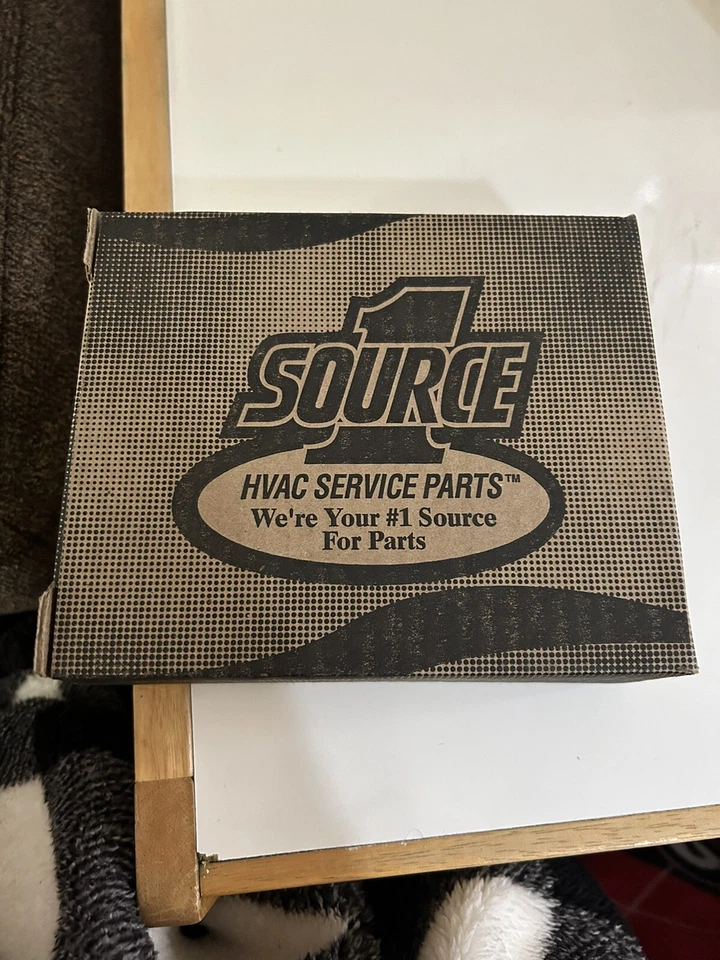 1
SOURCE
HVAC SERVICE PARTS™
We're Your #1 Source
For Parts